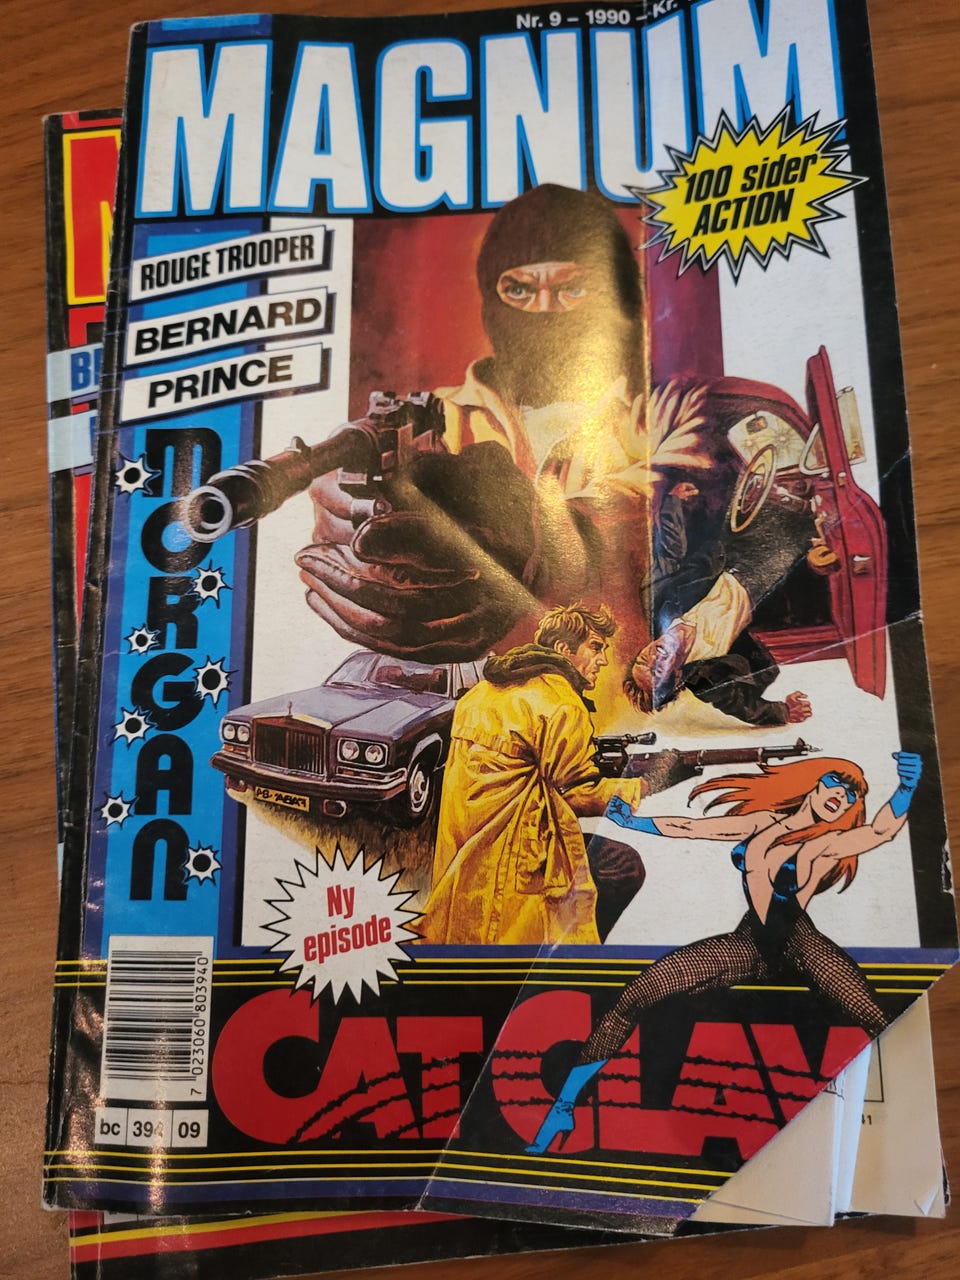 Nr. 9 - 1990 - Kr.
MAGNUM
100 sider
ACTION
ROUGE TROOPER
BERNARD
PRINCE
MORGAN
Ny
episode
CAT CLAW
7 023060 803940
bc 394 09